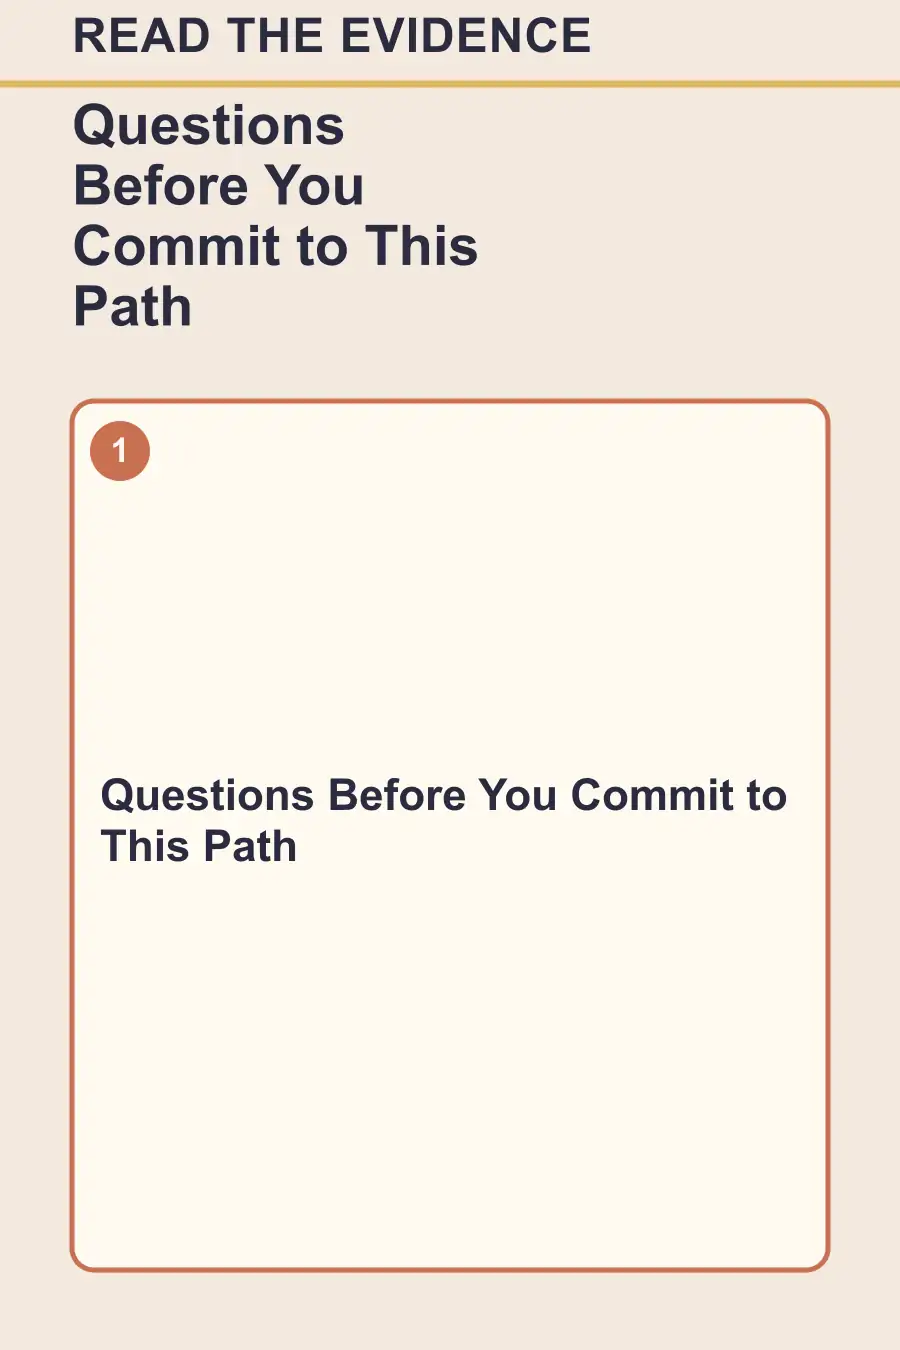 READ THE EVIDENCE
Questions
Before You
Commit to This
Path
1
Questions Before You Commit to
This Path